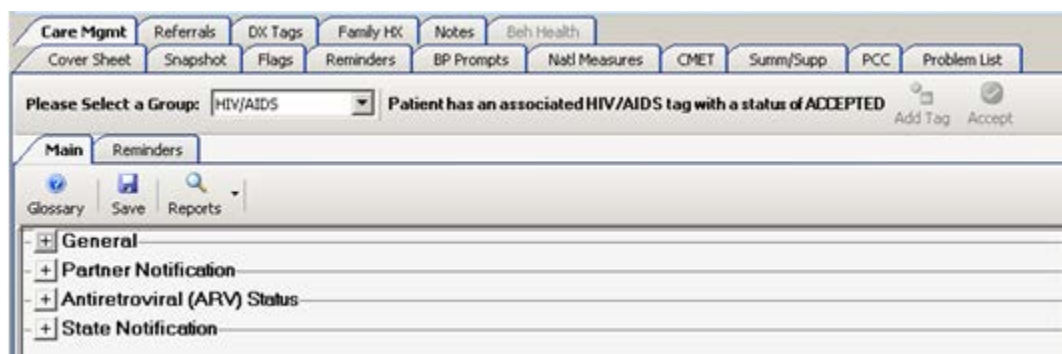 Care Mgmt Referrals DX Tags Family HX Notes Beh Health
Cover Sheet Snapshot Flags Reminders BP Prompts Natl Measures CMET Summ/Supp PCC Problem List
Please Select a Group: HIV/AIDS Patient has an associated HIV/AIDS tag with a status of ACCEPTED Add Tag Accept
Main Reminders
Glossary Save Reports
General
Partner Notification
Antiretroviral (ARV) Status
State Notification